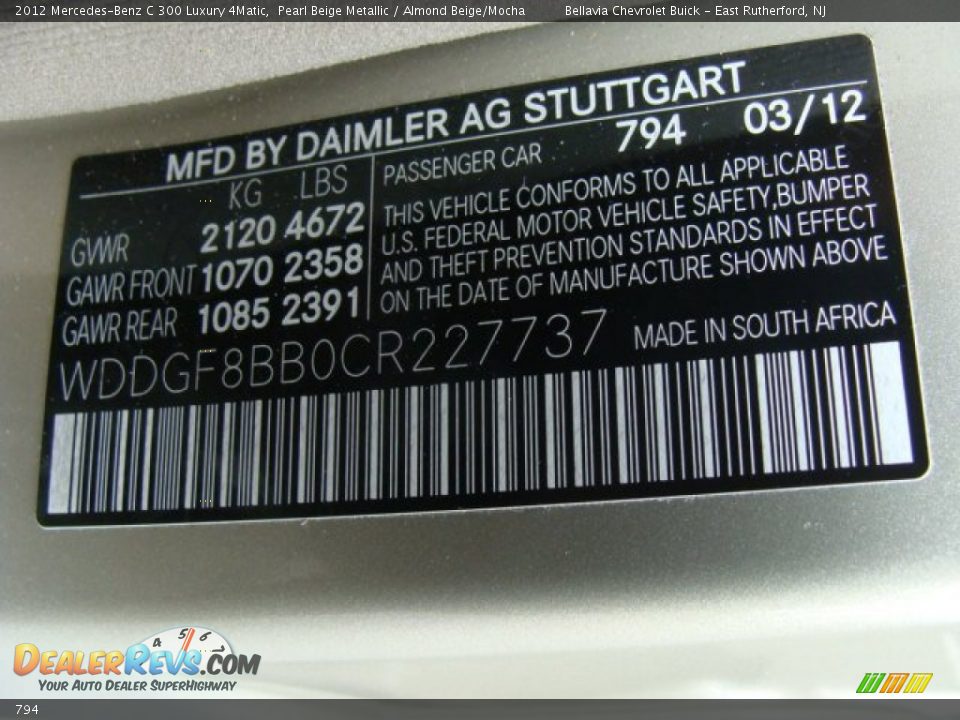 2012 Mercedes-Benz C 300 Luxury 4Matic, Pearl Beige Metallic / Almond Beige/Mocha Bellavia Chevrolet Buick - East Rutherford, NJ
MFD BY DAIMLER AG STUTTGART
KG LBS
GVWR 2120 4672
GAWR FRONT 1070 2358
GAWR REAR 1085 2391
PASSENGER CAR 794 03/12
THIS VEHICLE CONFORMS TO ALL APPLICABLE
U.S. FEDERAL MOTOR VEHICLE SAFETY,BUMPER
AND THEFT PREVENTION STANDARDS IN EFFECT
ON THE DATE OF MANUFACTURE SHOWN ABOVE
WDDGF8BB0CR227737 MADE IN SOUTH AFRICA
4 5 6
DEALERREVS.COM
YOUR AUTO DEALER SUPERHIGHWAY
794